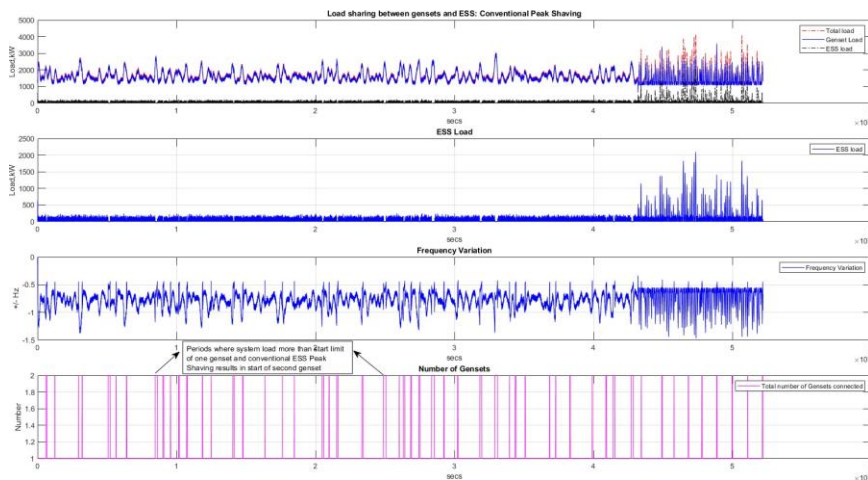 Load sharing between gensets and ESS: Conventional Peak Shaving
Load,kW
5000
4000
3000
2000
1000
0
Total load
Genset Load
ESS load
0
1
2
3
4
5
secs
ESS Load
Load,kW
2500
2000
1500
1000
500
0
ESS load
0
1
2
3
4
5
secs
Frequency Variation
+/- Hz
0
-0.5
-1
-1.5
Frequency Variation
0
1
2
3
4
5
secs
Periods where system load more than start limit
of one genset and conventional ESS Peak
Shaving results in start of second genset
Number of Gensets
Number
2
1.8
1.6
1.4
1.2
1
Total number of Gensets connected
0
1
2
3
4
5
secs